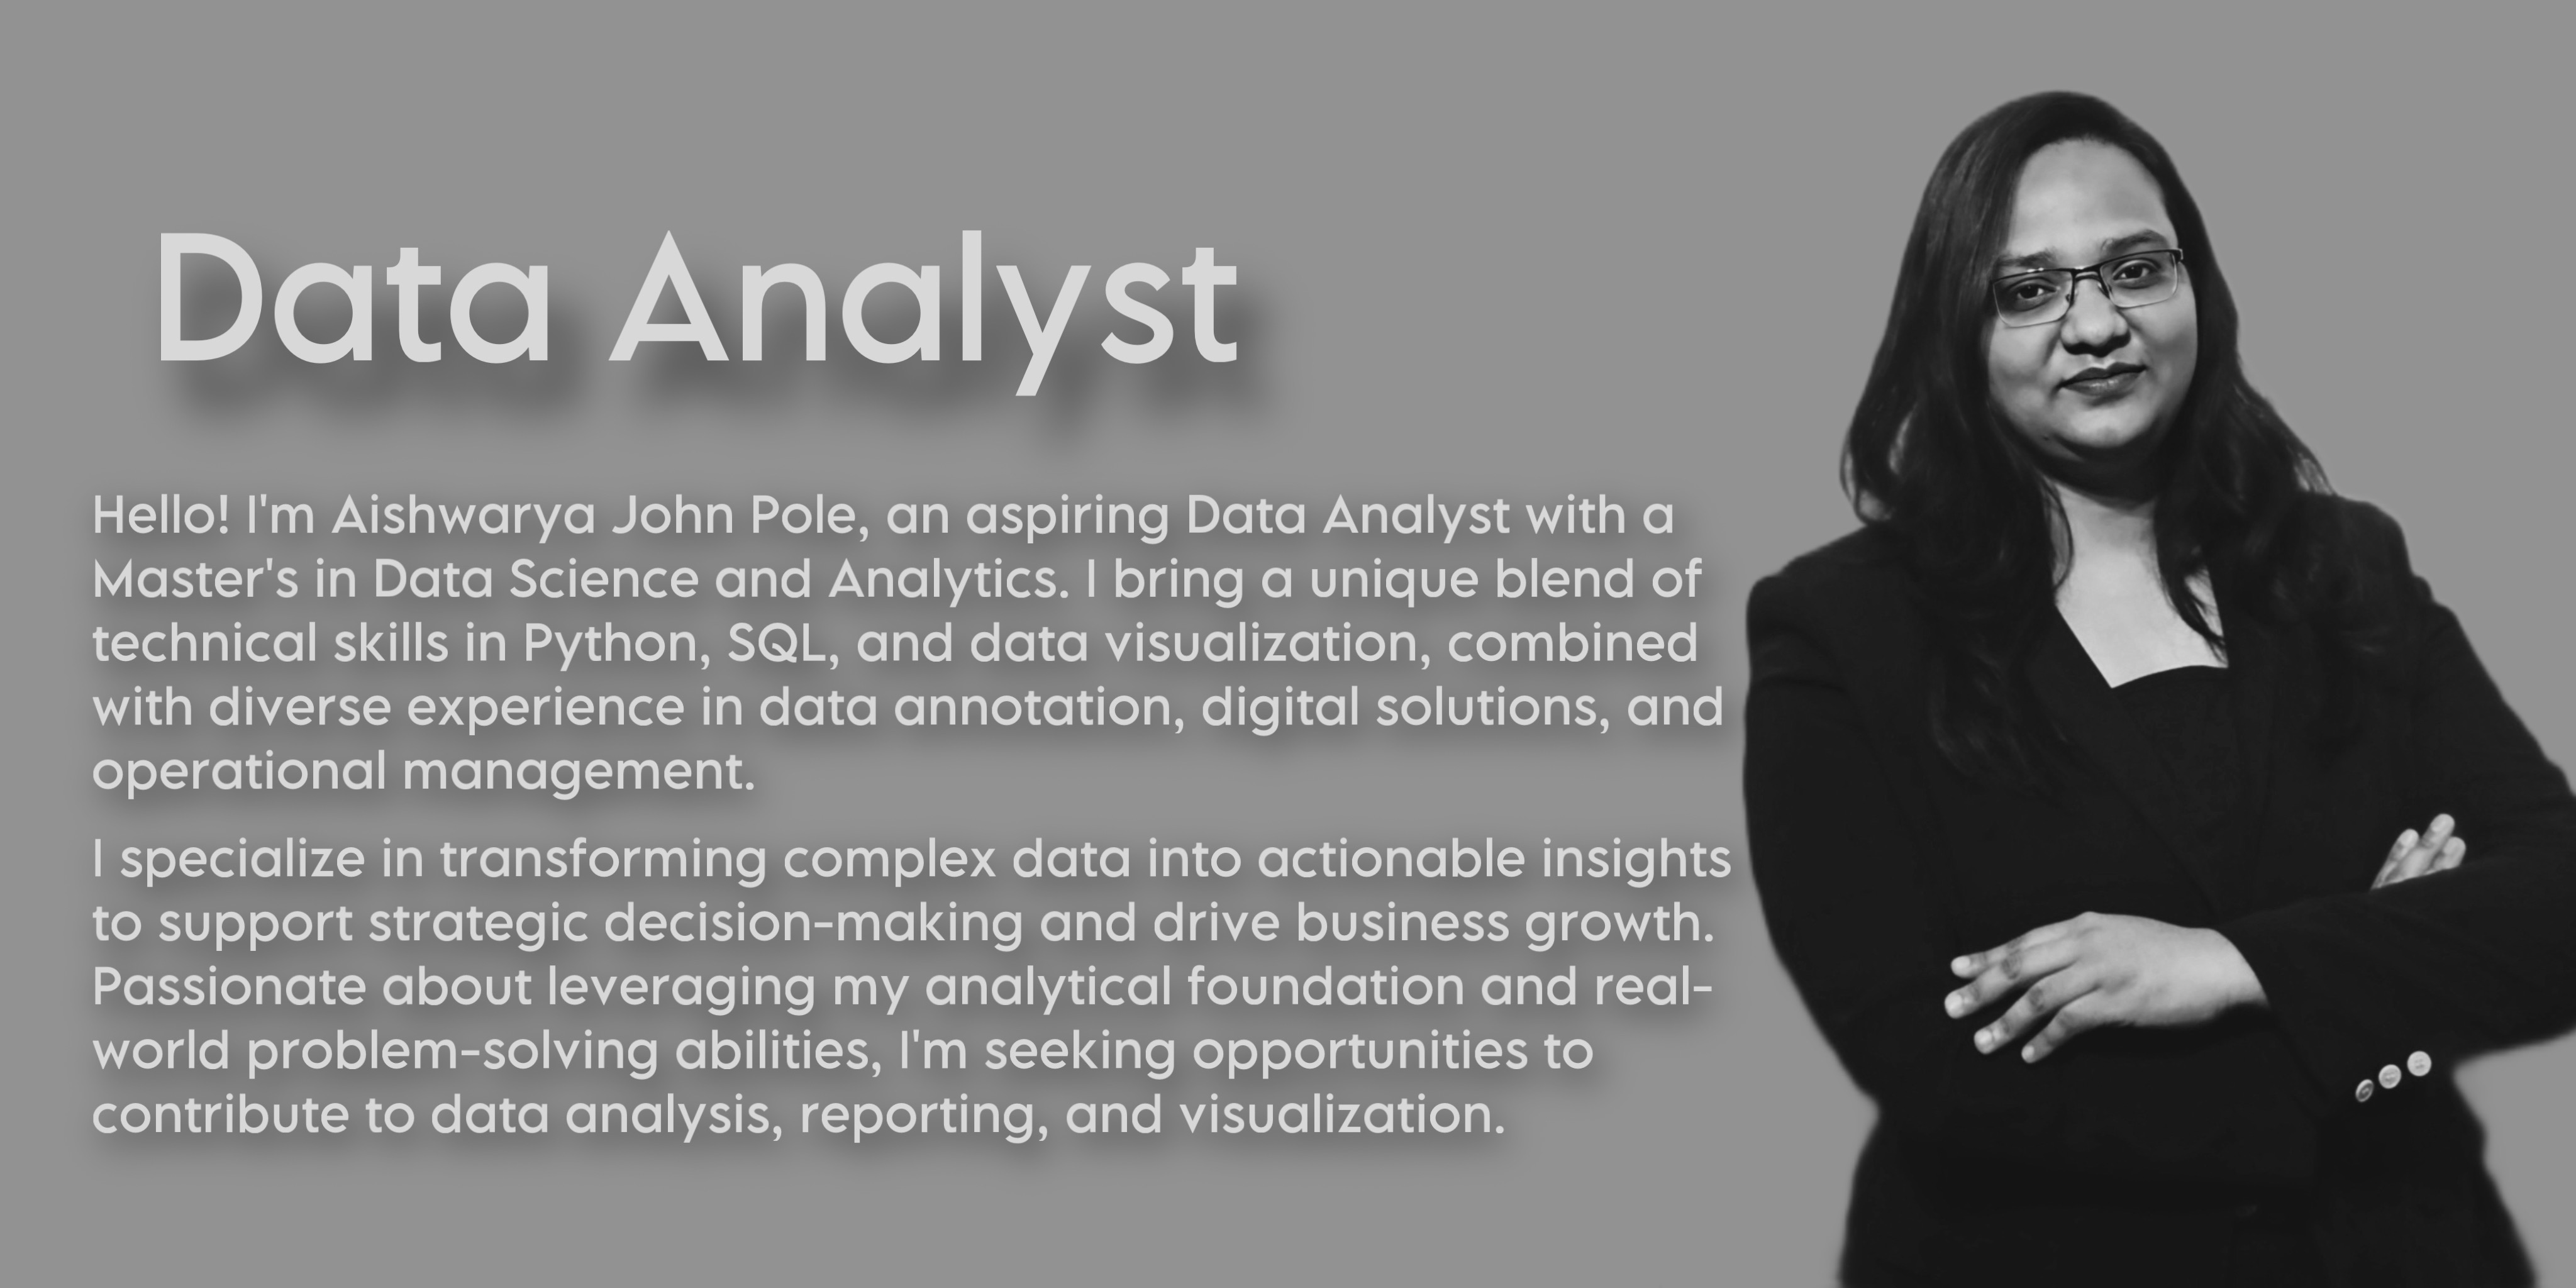 Data Analyst
Hello! I'm Aishwarya John Pole, an aspiring Data Analyst with a
Master's in Data Science and Analytics. I bring a unique blend of
technical skills in Python, SQL, and data visualization, combined
with diverse experience in data annotation, digital solutions, and
operational management.
I specialize in transforming complex data into actionable insights
to support strategic decision-making and drive business growth.
Passionate about leveraging my analytical foundation and real-
world problem-solving abilities, I'm seeking opportunities to
contribute to data analysis, reporting, and visualization.